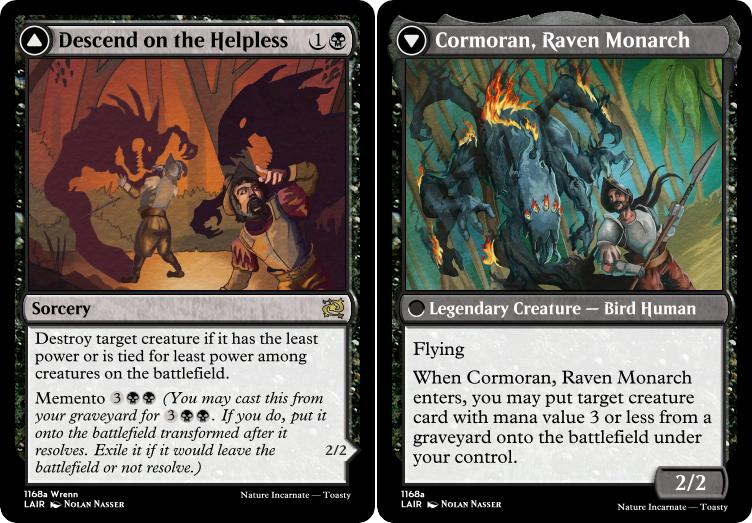 Descend on the Helpless 1
Sorcery
Destroy target creature if it has the least
power or is tied for least power among
creatures on the battlefield.
Memento 3 (You may cast this from
your graveyard for 3. If you do, put it
onto the battlefield transformed after it
resolves. Exile it if it would leave the
battlefield or not resolve.)
2/2
1168a Wrenn
LAIR Nolan Nasser
Nature Incarnate — Toasty
Cormoran, Raven Monarch
Legendary Creature — Bird Human
Flying
When Cormoran, Raven Monarch
enters, you may put target creature
card with mana value 3 or less from a
graveyard onto the battlefield under
your control.
2/2
1168a
LAIR Nolan Nasser
Nature Incarnate — Toasty